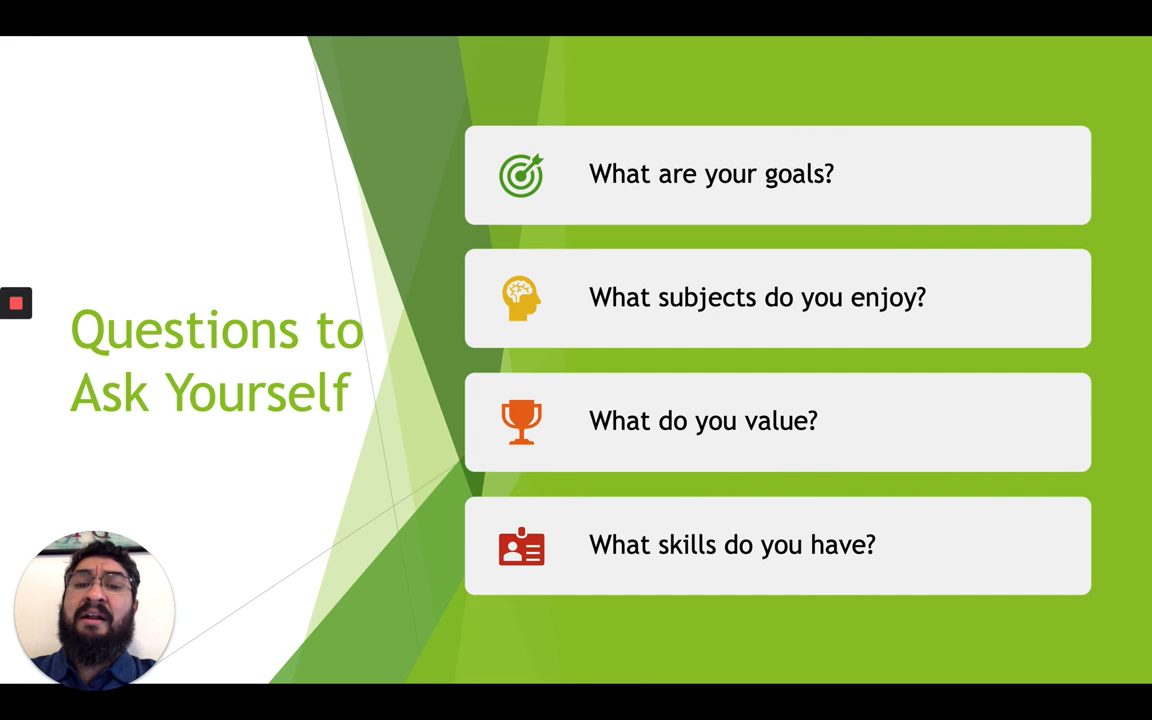 Questions to
Ask Yourself
What are your goals?
What subjects do you enjoy?
What do you value?
What skills do you have?